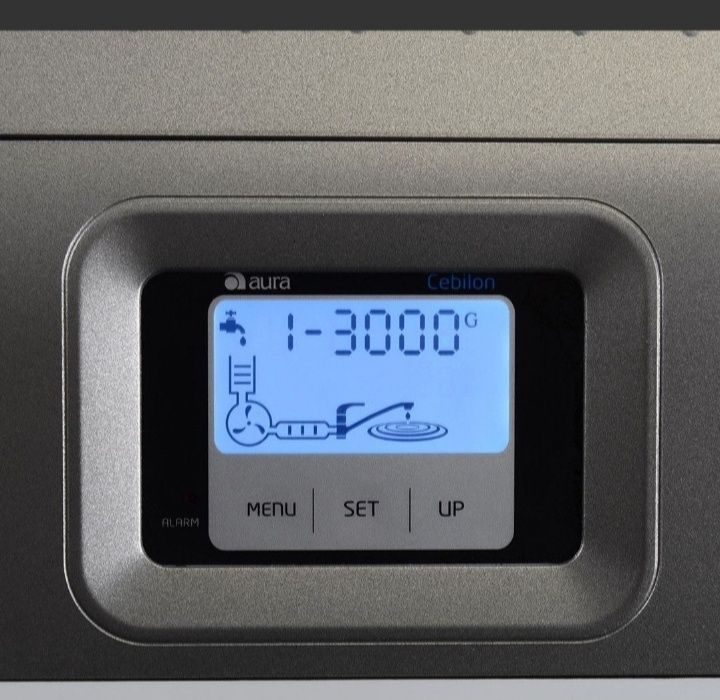 aura Cebilon
1-3000G
MENU SET UP
ALARM